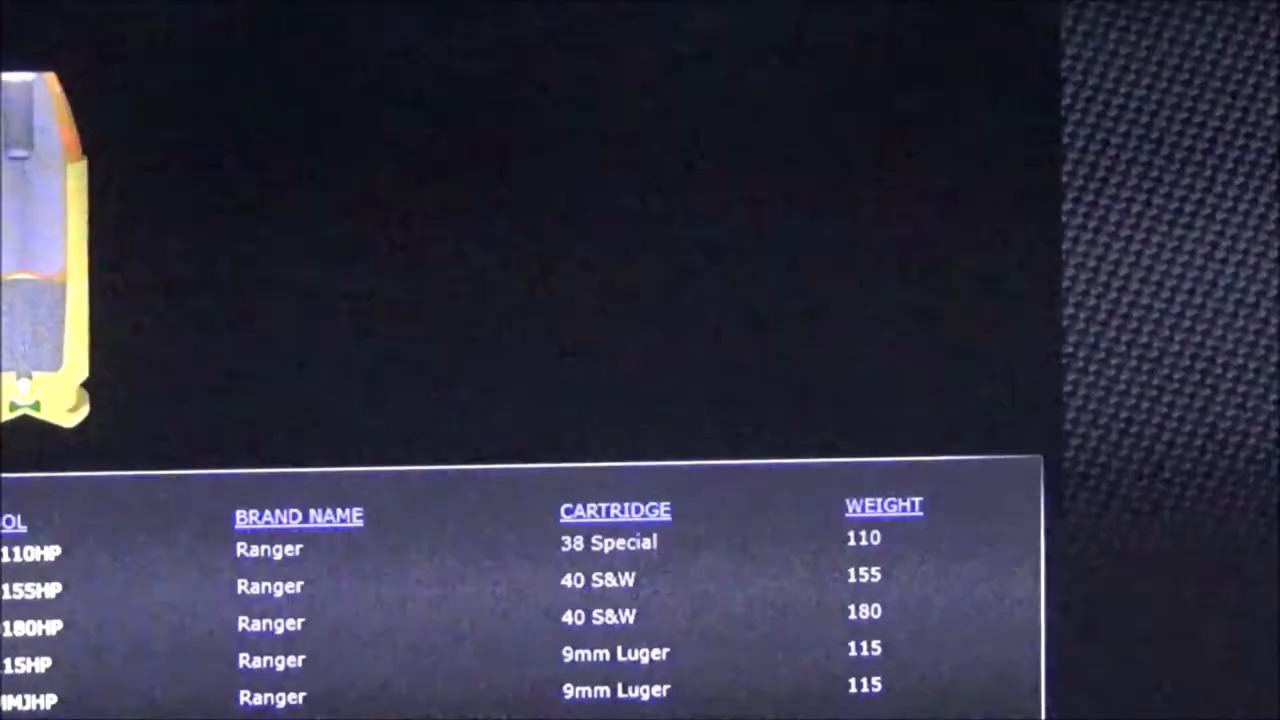 OL BRAND NAME CARTRIDGE WEIGHT
110HP Ranger 38 Special 110
155HP Ranger 40 S&W 155
180HP Ranger 40 S&W 180
15HP Ranger 9mm Luger 115
MJHP Ranger 9mm Luger 115